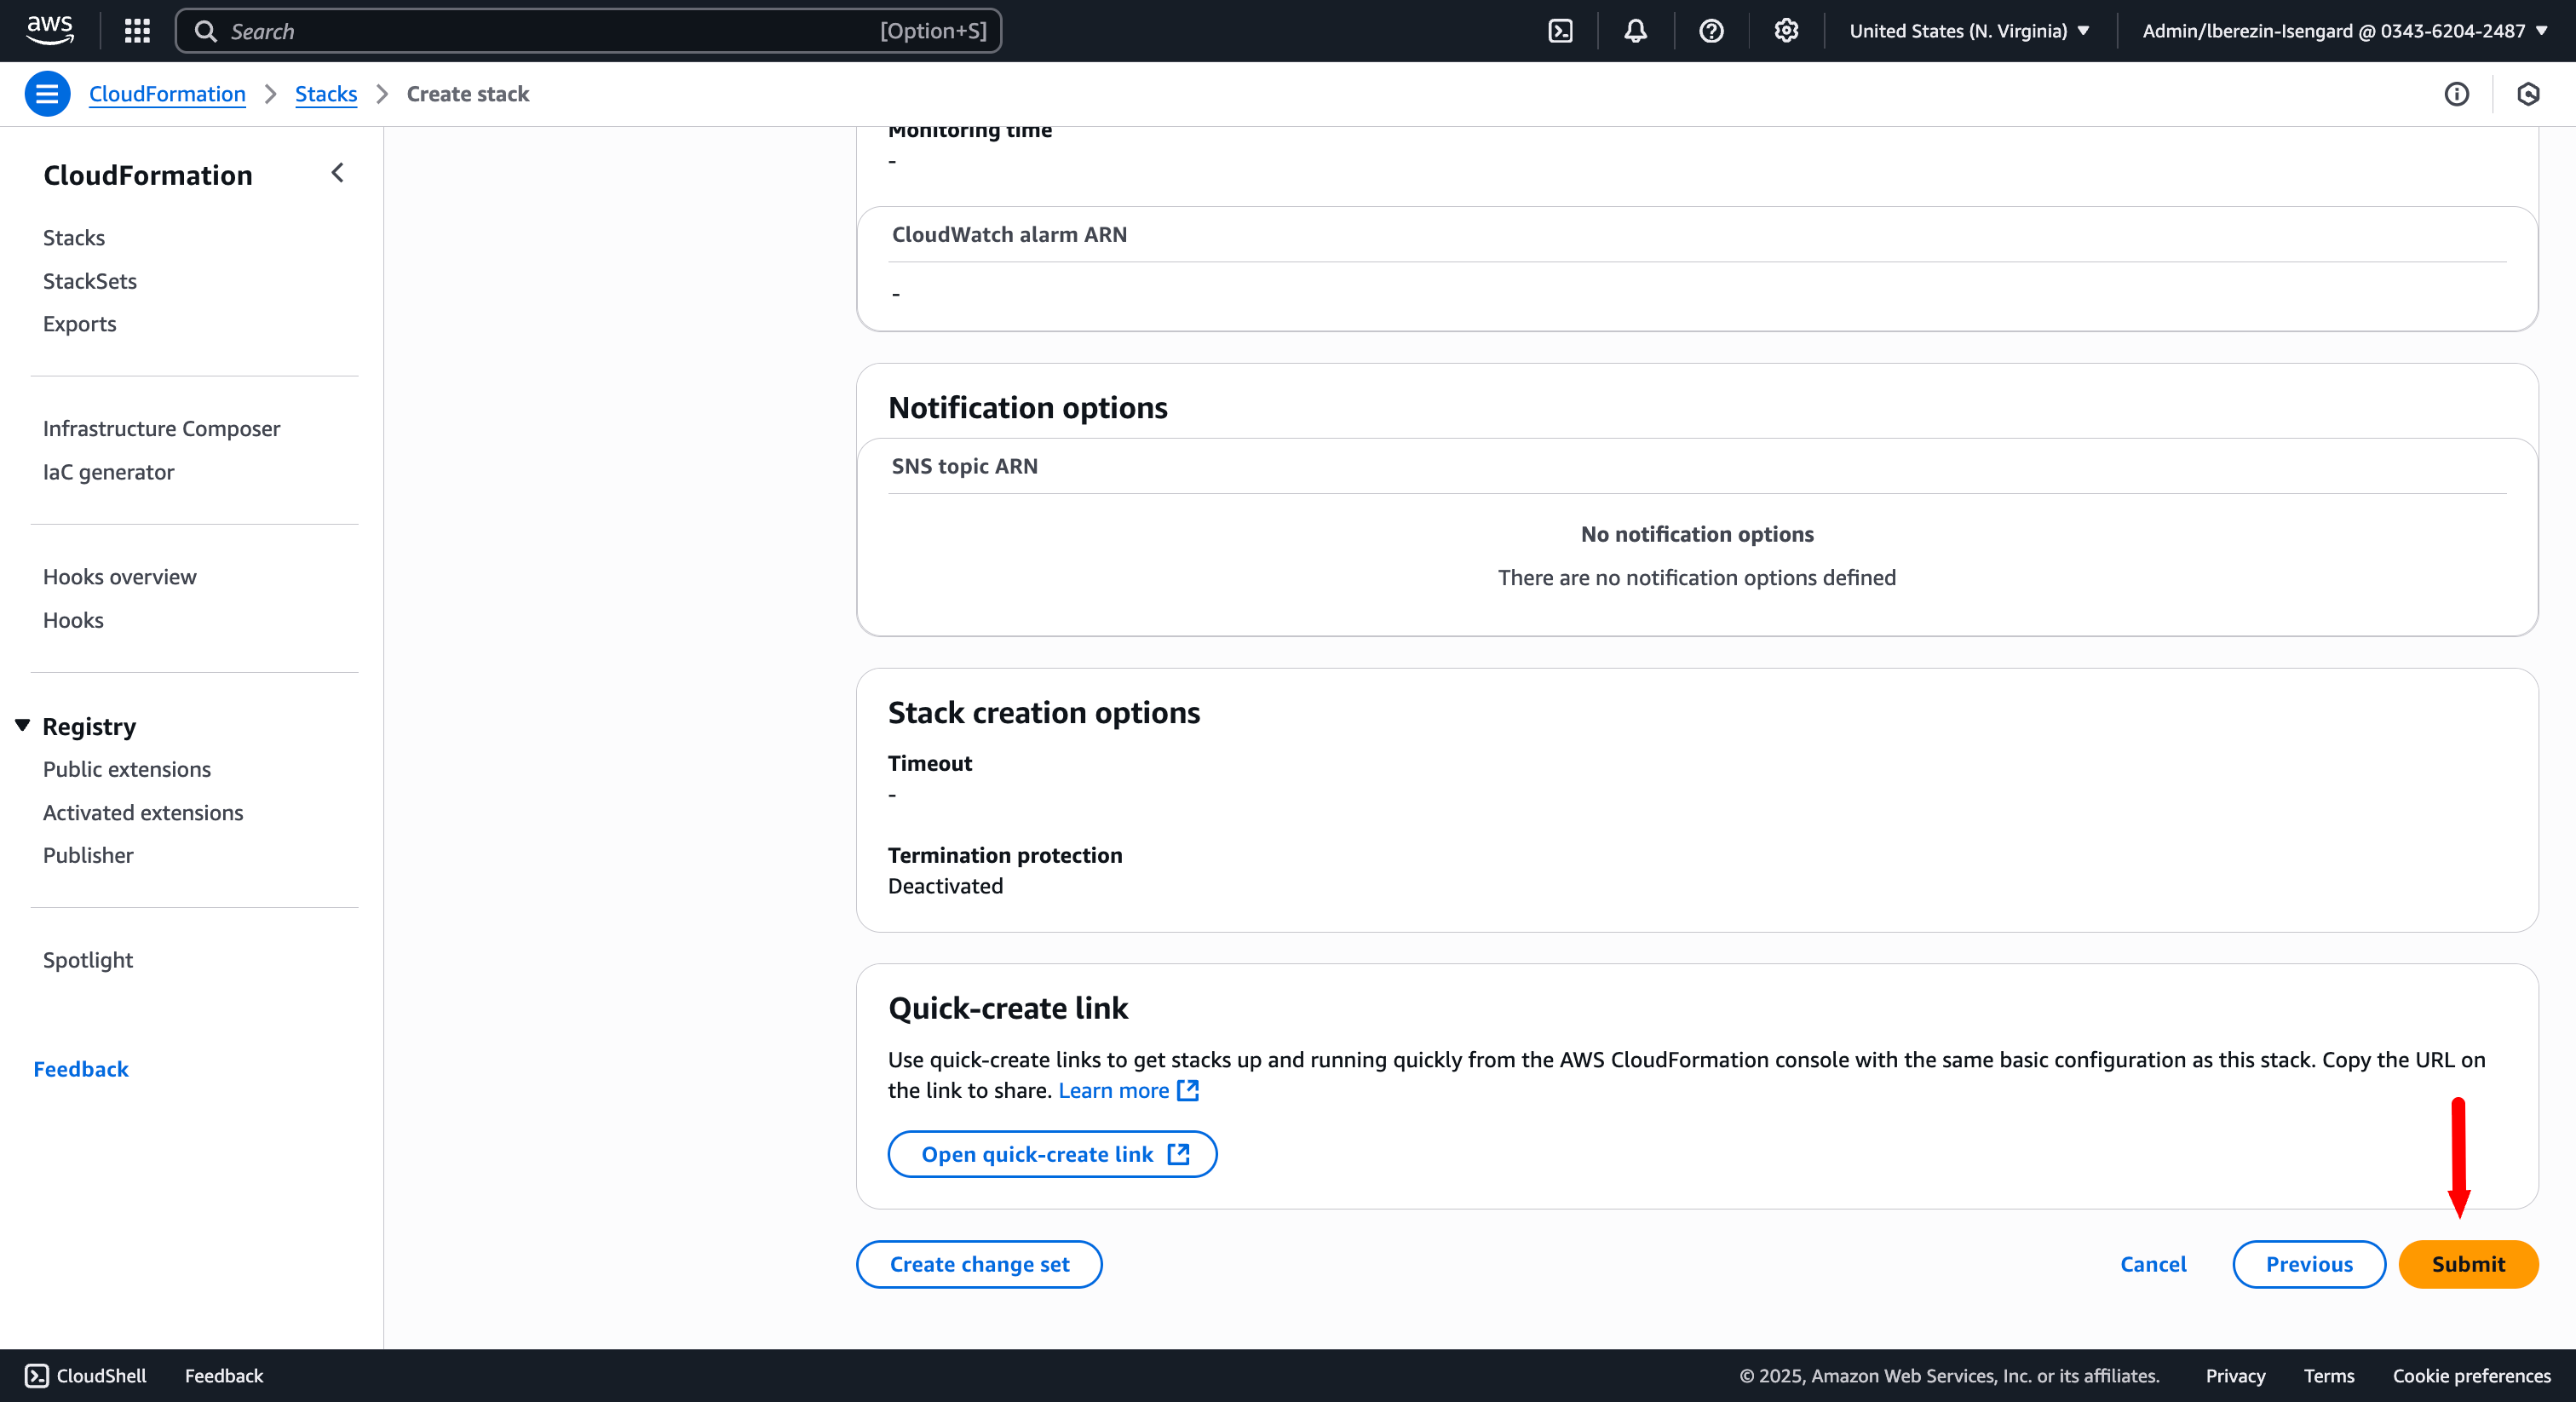 aws
Search
[Option+S]
United States (N. Virginia)
Admin/lberezin-Isengard @ 0343-6204-2487
CloudFormation
Stacks
Create stack
CloudFormation
Stacks
StackSets
Exports
Infrastructure Composer
IaC generator
Hooks overview
Hooks
Registry
Public extensions
Activated extensions
Publisher
Spotlight
Feedback
Monitoring time
-
CloudWatch alarm ARN
-
Notification options
SNS topic ARN
No notification options
There are no notification options defined
Stack creation options
Timeout
-
Termination protection
Deactivated
Quick-create link
Use quick-create links to get stacks up and running quickly from the AWS CloudFormation console with the same basic configuration as this stack. Copy the URL on
the link to share. Learn more
Open quick-create link
Create change set
Cancel
Previous
Submit
CloudShell
Feedback
© 2025, Amazon Web Services, Inc. or its affiliates.
Privacy
Terms
Cookie preferences